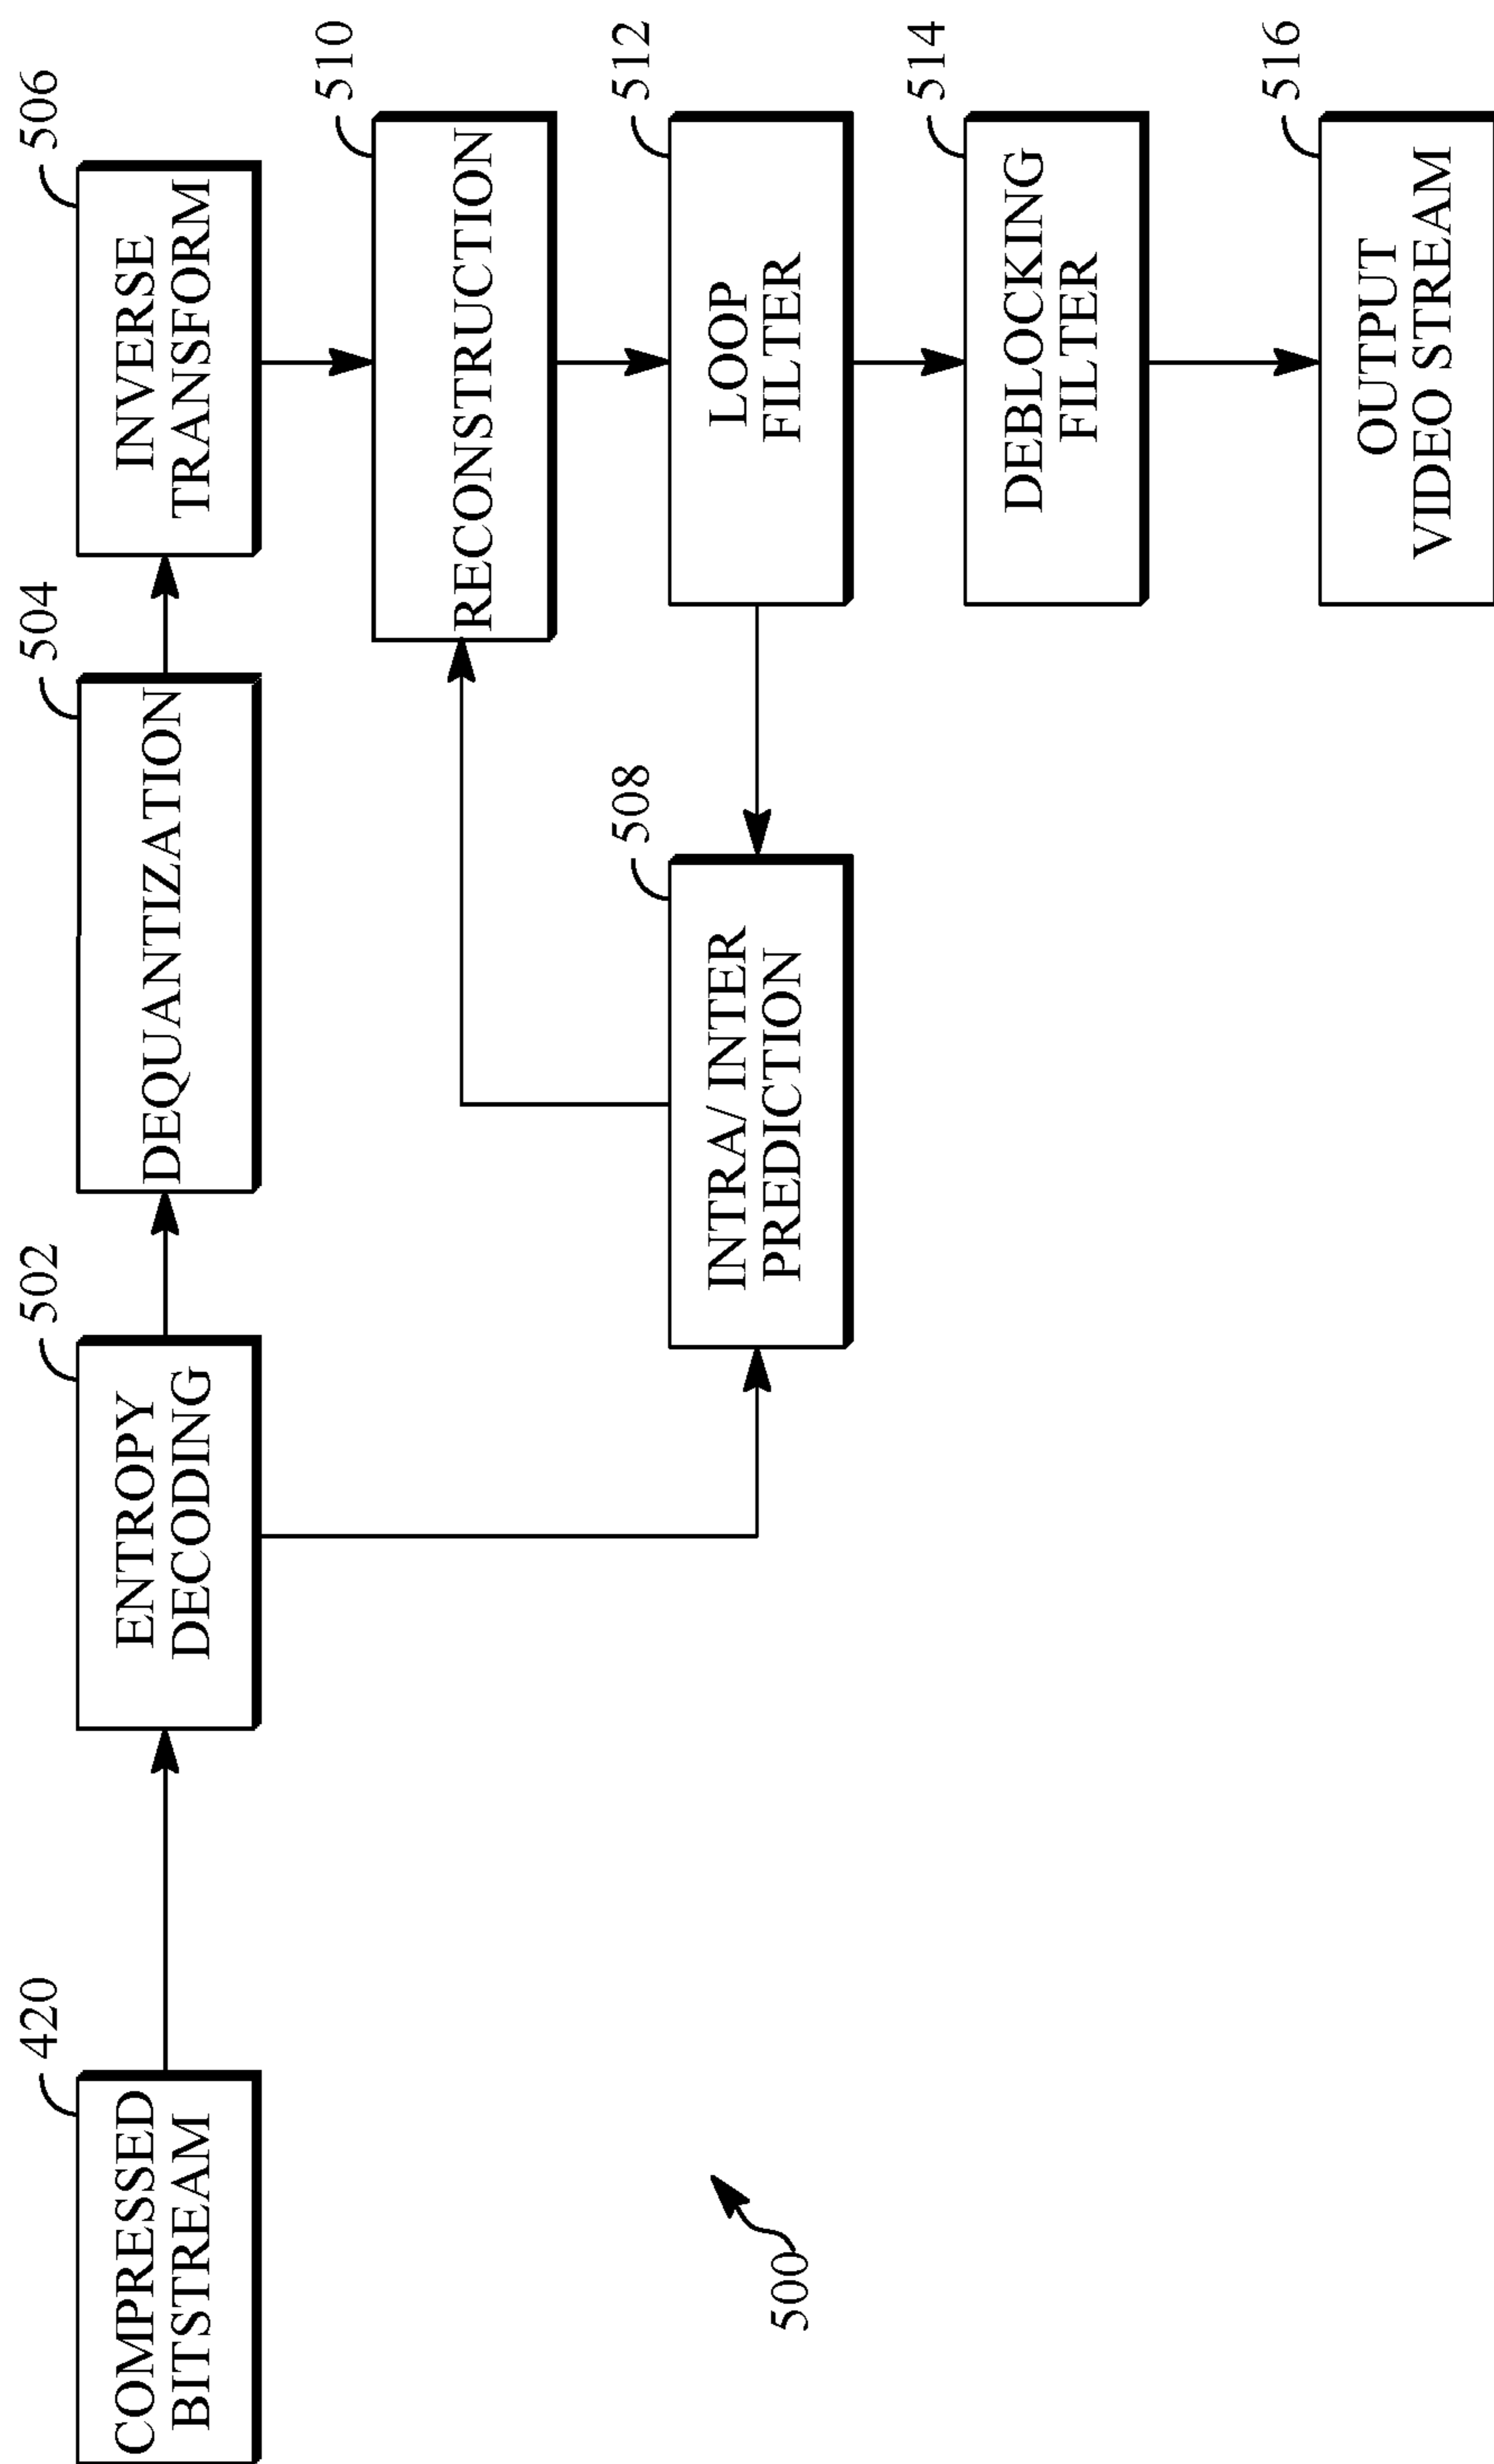 420
COMPRESSED
BITSTREAM
502
ENTROPY
DECODING
504
DEQUANTIZATION
506
INVERSE
TRANSFORM
510
RECONSTRUCTION
508
INTRA/ INTER
PREDICTION
512
LOOP
FILTER
514
DEBLOCKING
FILTER
516
OUTPUT
VIDEO STREAM
500